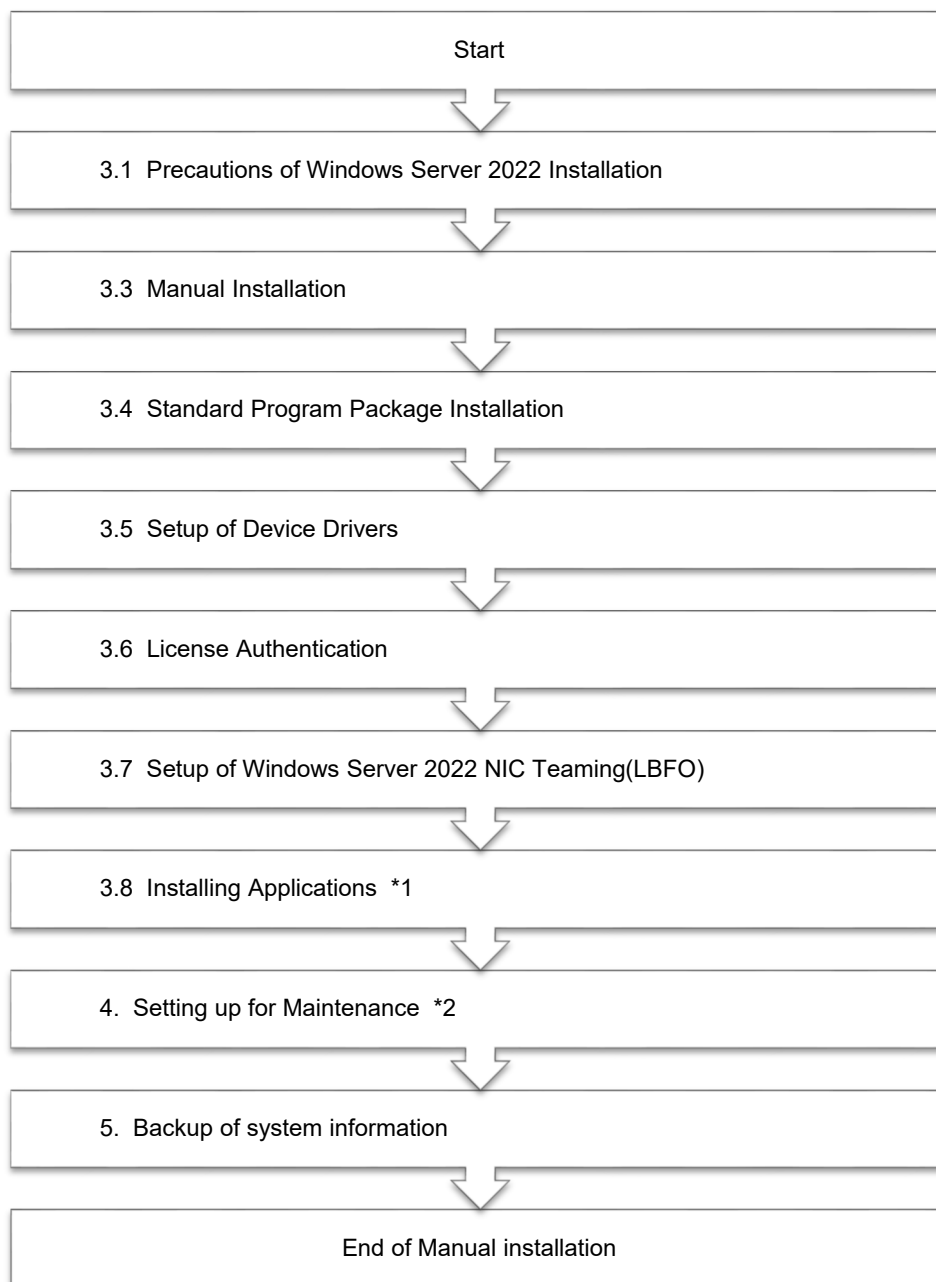 Start
3.1 Precautions of Windows Server 2022 Installation
3.3 Manual Installation
3.4 Standard Program Package Installation
3.5 Setup of Device Drivers
3.6 License Authentication
3.7 Setup of Windows Server 2022 NIC Teaming(LBFO)
3.8 Installing Applications *1
4. Setting up for Maintenance *2
5. Backup of system information
End of Manual installation